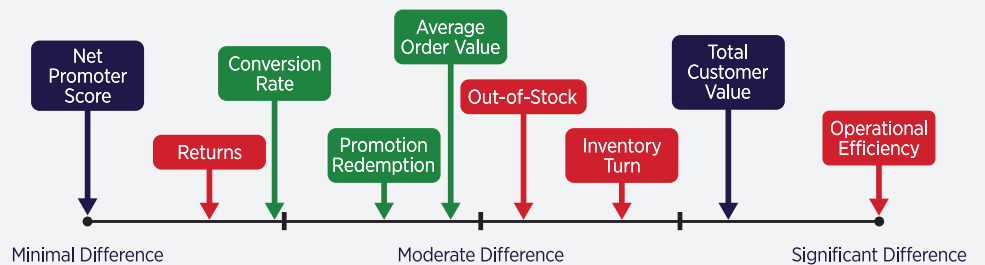 Net
Promoter
Score
Returns
Conversion
Rate
Promotion
Redemption
Average
Order Value
Out-of-Stock
Inventory
Turn
Total
Customer
Value
Operational
Efficiency
Minimal Difference
Moderate Difference
Significant Difference